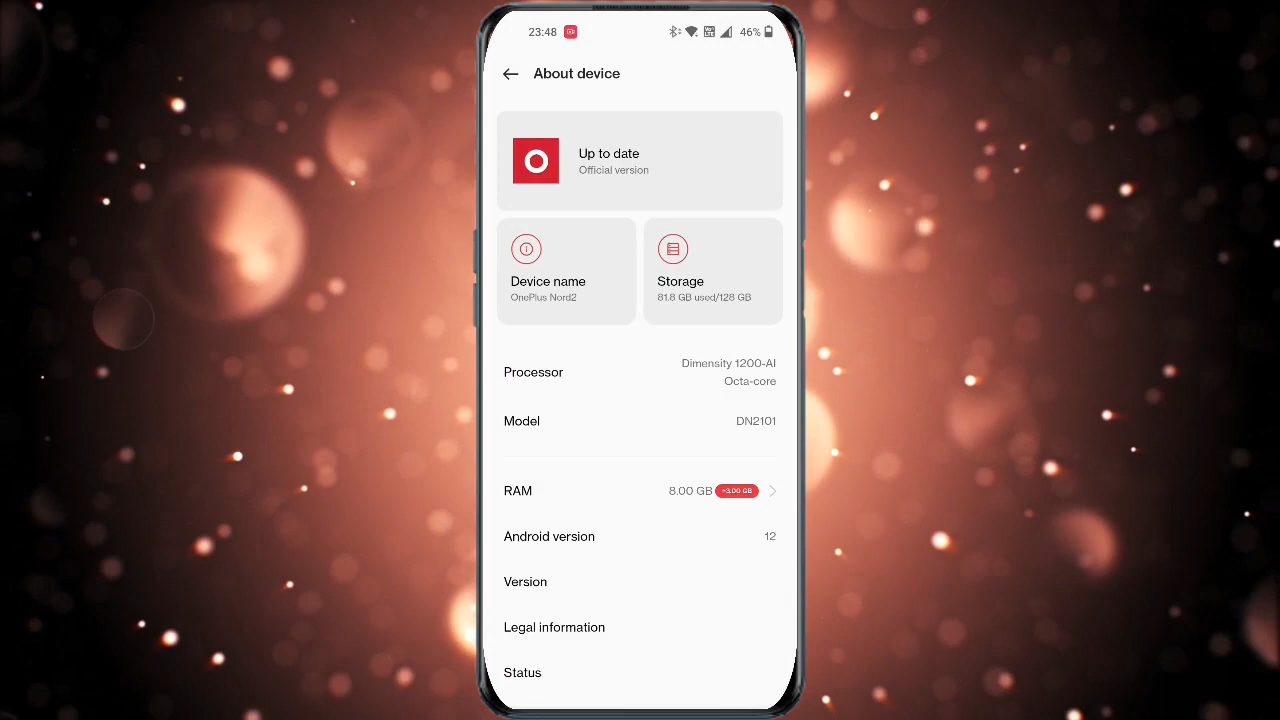 23:48
46%
About device
Up to date
Official version
Device name
OnePlus Nord2
Storage
81.8 GB used/128 GB
Processor
Dimensity 1200-AI
Octa-core
Model
DN2101
RAM
8.00 GB +3.00 GB
Android version
12
Version
Legal information
Status